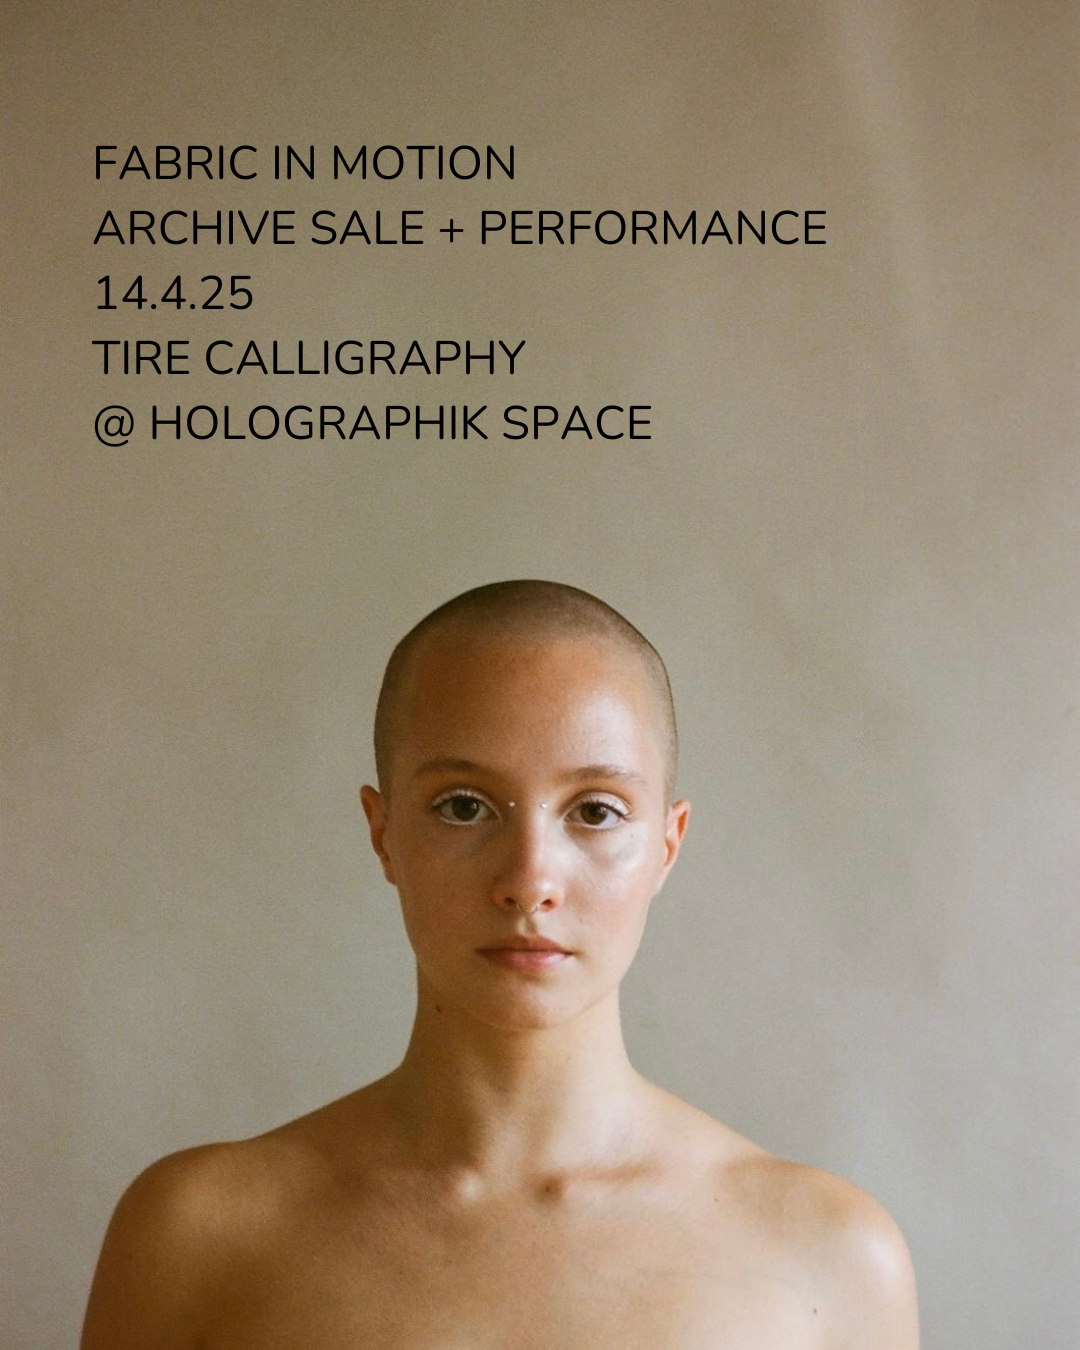 FABRIC IN MOTION
ARCHIVE SALE + PERFORMANCE
14.4.25
TIRE CALLIGRAPHY
@ HOLOGRAPHIK SPACE